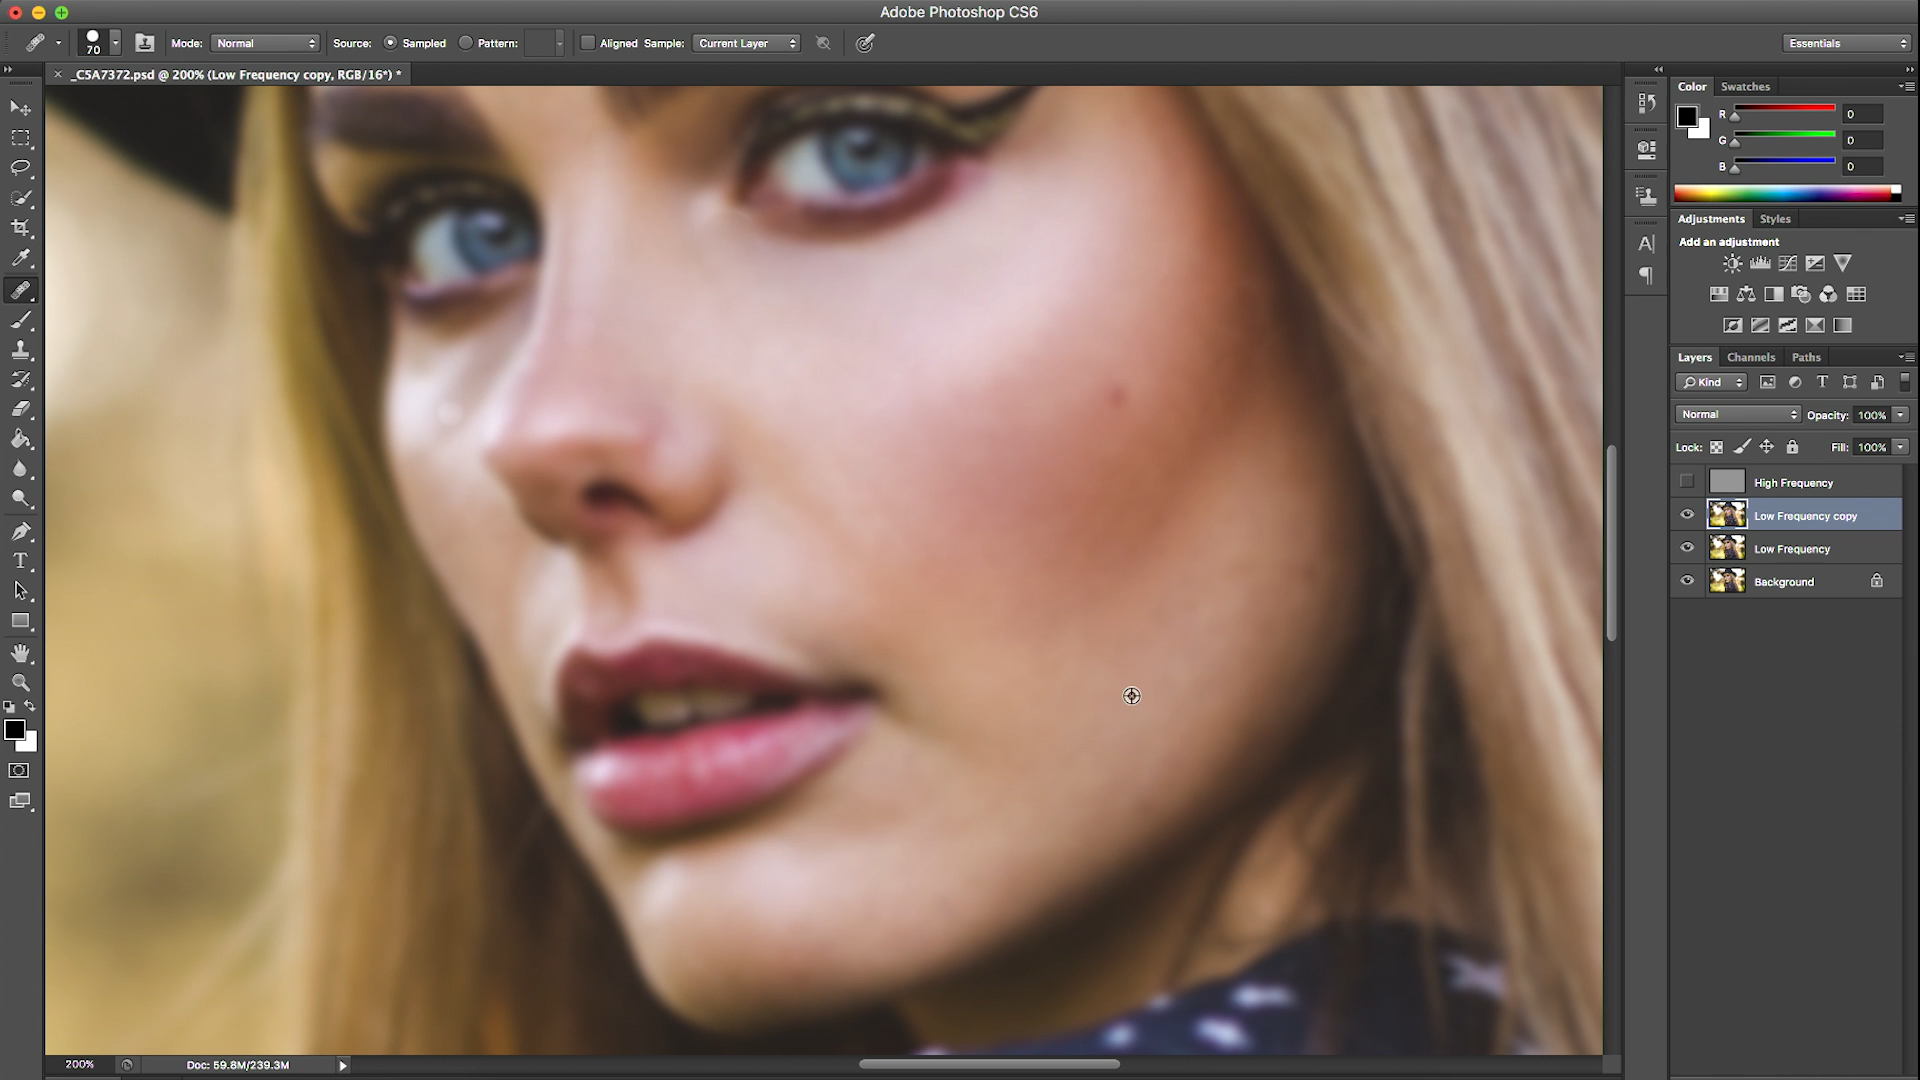 Adobe Photoshop CS6
70 Mode: Normal Source: Sampled Pattern: Aligned Sample: Current Layer Essentials
_C5A7372.psd @ 200% (Low Frequency copy, RGB/16*) *
Color Swatches
R 0
G 0
B 0
Adjustments Styles
Add an adjustment
Layers Channels Paths
Kind
Normal Opacity: 100%
Lock: Fill: 100%
High Frequency
Low Frequency copy
Low Frequency
Background
200% Doc: 59.8M/239.3M